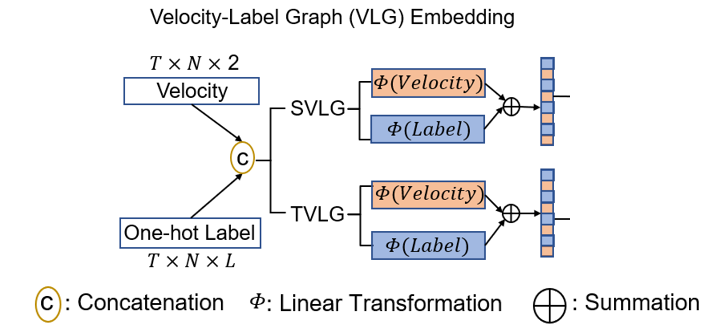 Velocity-Label Graph (VLG) Embedding
T × N × 2
Velocity
C
One-hot Label
T × N × L
SVLG
Φ(Velocity)
Φ(Label)
TVLG
Φ(Velocity)
Φ(Label)
C : Concatenation Φ: Linear Transformation ⊕ : Summation